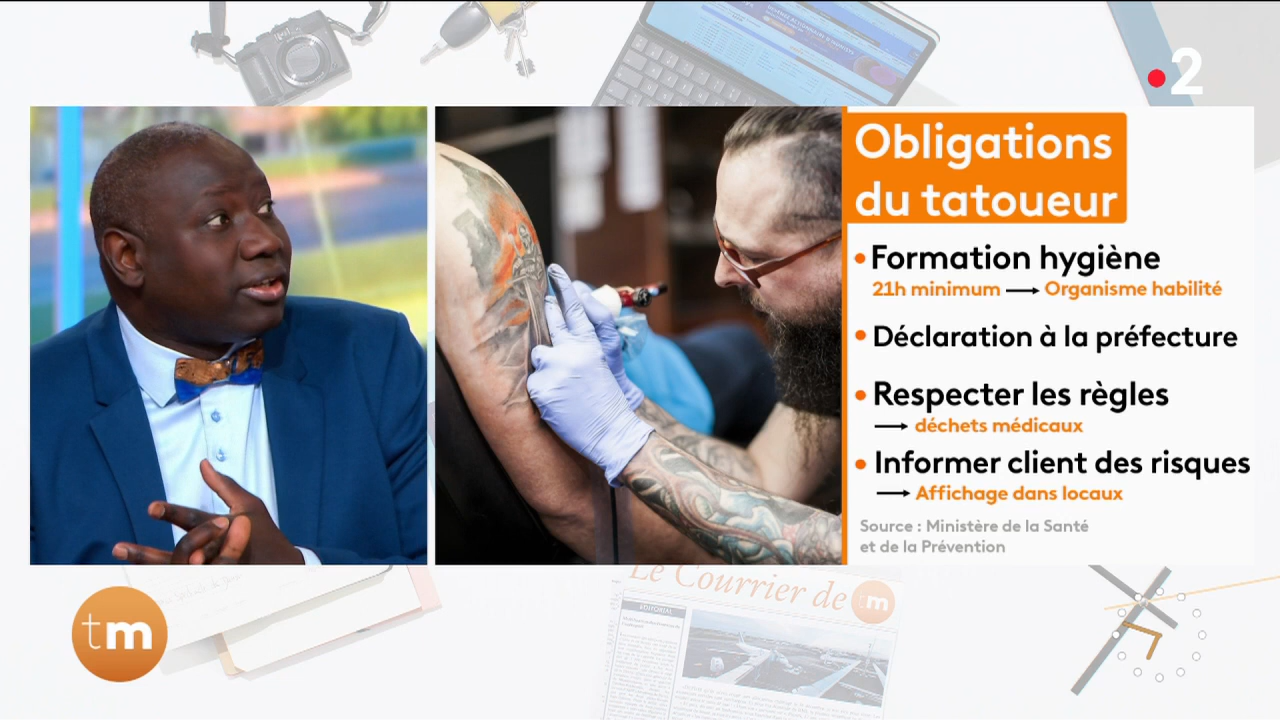 2
Obligations
du tatoueur
• Formation hygiène
21h minimum → Organisme habilité
• Déclaration à la préfecture
• Respecter les règles
→ déchets médicaux
• Informer client des risques
→ Affichage dans locaux
Source : Ministère de la Santé
et de la Prévention
tm
Le Courrier de tm
EDITORIAL